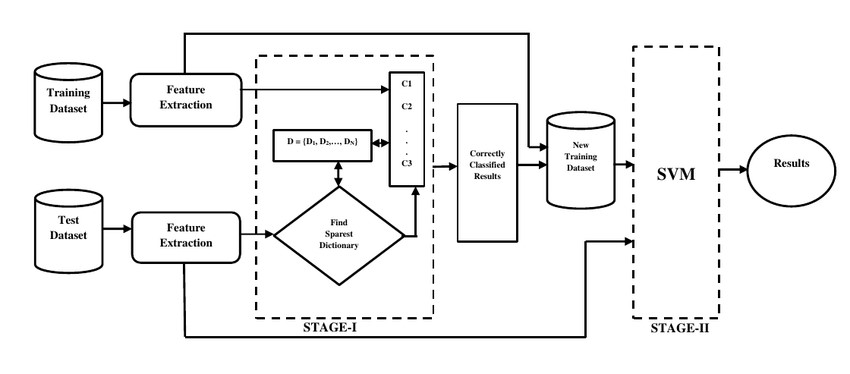 Training
Dataset
Feature
Extraction
C1
C2
.
.
.
C3
D = {D1, D2,…, DN}
Correctly
Classified
Results
New
Training
Dataset
SVM
Results
Test
Dataset
Feature
Extraction
Find
Sparest
Dictionary
STAGE-I
STAGE-II